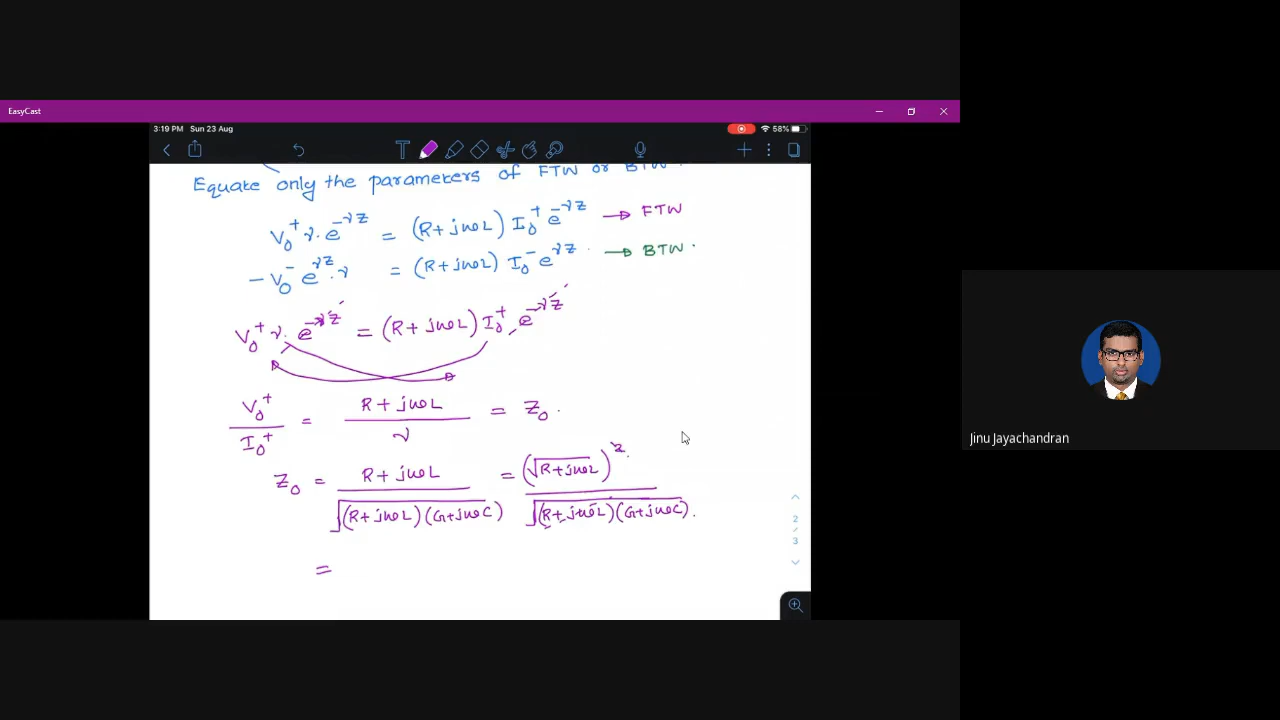 EasyCast
3:19 PM Sun 23 Aug
58%
Equate only the parameters of FTW or BTW.
V₀⁺ γ. e^{-γz} = (R+jωL) I₀⁺ e^{-γz} → FTW
-V₀⁻ e^{γz}.γ = (R+jωL) I₀⁻ e^{γz}. → BTW.
V₀⁺ γ. e^{-γz} = (R+jωL) I₀⁺ e^{-γz}
V₀⁺/I₀⁺ = (R+jωL)/γ = Z₀.
Z₀ = (R+jωL)/√((R+jωL)(G+jωC)) = (√(R+jωL))²/√((R+jωL)(G+jωC)).
=
2
/
3
Jinu Jayachandran